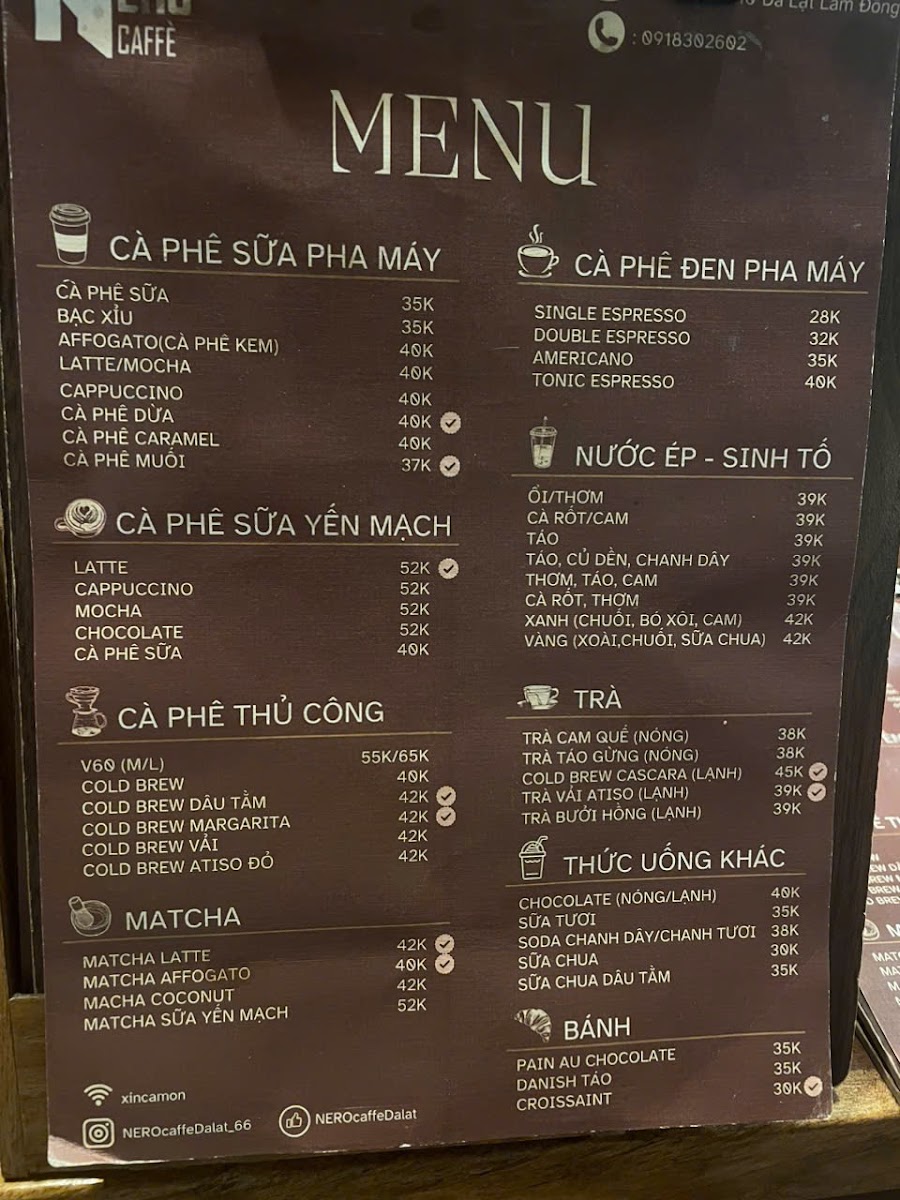 CAFFÈ
Đà Lạt Lâm Đồng
: 0918302602
MENU
CÀ PHÊ SỮA PHA MÁY
CÀ PHÊ SỮA 35K
BẠC XỈU 35K
AFFOGATO(CÀ PHÊ KEM) 40K
LATTE/MOCHA 40K
CAPPUCCINO 40K
CÀ PHÊ DỪA 40K
CÀ PHÊ CARAMEL 40K
CÀ PHÊ MUỐI 37K
CÀ PHÊ SỮA YẾN MẠCH
LATTE 52K
CAPPUCCINO 52K
MOCHA 52K
CHOCOLATE 52K
CÀ PHÊ SỮA 40K
CÀ PHÊ THỦ CÔNG
V60 (M/L) 55K/65K
COLD BREW 40K
COLD BREW DÂU TẰM 42K
COLD BREW MARGARITA 42K
COLD BREW VẢI 42K
COLD BREW ATISO ĐỎ 42K
MATCHA
MATCHA LATTE 42K
MATCHA AFFOGATO 40K
MACHA COCONUT 42K
MATCHA SỮA YẾN MẠCH 52K
xincamon
NEROcaffeDalat_66
NEROcaffeDalat
CÀ PHÊ ĐEN PHA MÁY
SINGLE ESPRESSO 28K
DOUBLE ESPRESSO 32K
AMERICANO 35K
TONIC ESPRESSO 40K
NƯỚC ÉP - SINH TỐ
ỔI/THƠM 39K
CÀ RỐT/CAM 39K
TÁO 39K
TÁO, CỦ DỀN, CHANH DÂY 39K
THƠM, TÁO, CAM 39K
CÀ RỐT, THƠM 39K
XANH (CHUỐI, BÓ XÔI, CAM) 42K
VÀNG (XOÀI,CHUỐI, SỮA CHUA) 42K
TRÀ
TRÀ CAM QUẾ (NÓNG) 38K
TRÀ TÁO GỪNG (NÓNG) 38K
COLD BREW CASCARA (LẠNH) 45K
TRÀ VẢI ATISO (LẠNH) 39K
TRÀ BƯỞI HỒNG (LẠNH) 39K
THỨC UỐNG KHÁC
CHOCOLATE (NÓNG/LẠNH) 40K
SỮA TƯƠI 35K
SODA CHANH DÂY/CHANH TƯƠI 38K
SỮA CHUA 30K
SỮA CHUA DÂU TẰM 35K
BÁNH
PAIN AU CHOCOLATE 35K
DANISH TÁO 35K
CROISSAINT 30K